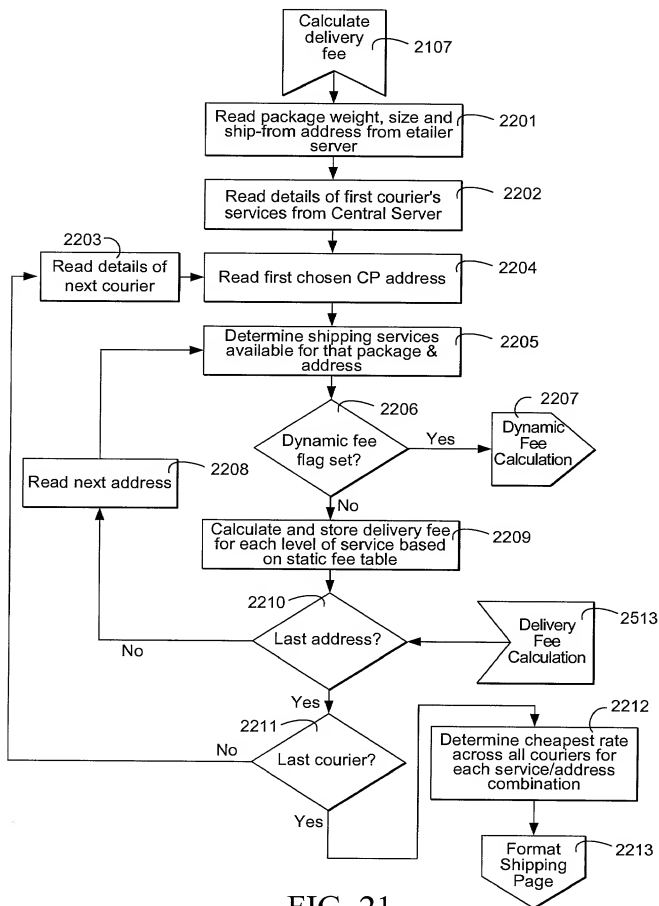 Calculate
delivery
fee
2107
Read package weight, size and
ship-from address from etailer
server
2201
Read details of first courier's
services from Central Server
2202
2203
Read details of
next courier
Read first chosen CP address
2204
Determine shipping services
available for that package &
address
2205
2206
Dynamic fee
flag set?
Yes
2207
Dynamic
Fee
Calculation
Read next address
2208
No
Calculate and store delivery fee
for each level of service based
on static fee table
2209
2210
Last address?
No
Delivery
Fee
Calculation
2513
Yes
2211
Last courier?
No
Yes
2212
Determine cheapest rate
across all couriers for
each service/address
combination
Format
Shipping
Page
2213
FIG. 21